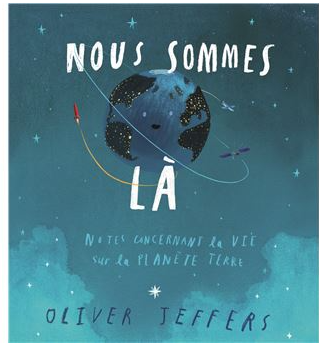 NOUS SOMMES
LÀ
NOTES CONCERNANT la VIE
sur la PLANÈTE TERRE
OLIVER JEFFERS